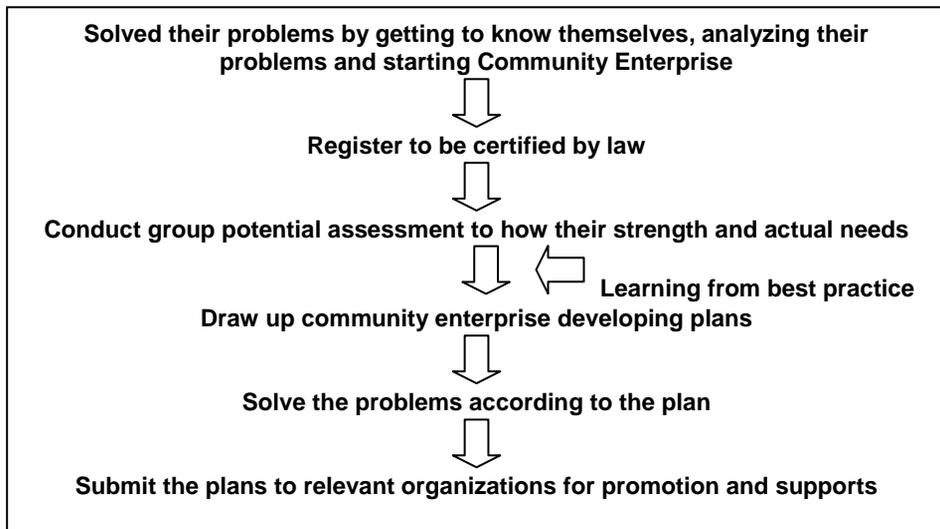 Solved their problems by getting to know themselves, analyzing their
problems and starting Community Enterprise
Register to be certified by law
Conduct group potential assessment to how their strength and actual needs
Learning from best practice
Draw up community enterprise developing plans
Solve the problems according to the plan
Submit the plans to relevant organizations for promotion and supports